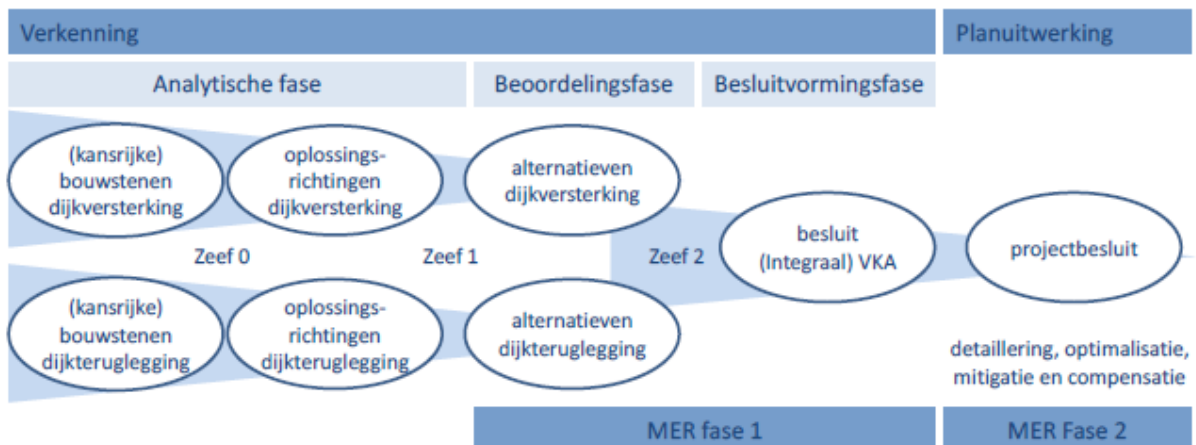 Verkenning
Planuitwerking
Analytische fase
Beoordelingsfase
Besluitvormingsfase
(kansrijke)
bouwstenen
dijkversterking
oplossings-
richtingen
dijkversterking
alternatieven
dijkversterking
Zeef 0
Zeef 1
Zeef 2
besluit
(Integraal) VKA
projectbesluit
(kansrijke)
bouwstenen
dijkteruglegging
oplossings-
richtingen
dijkteruglegging
alternatieven
dijkteruglegging
detaillering, optimalisatie,
mitigatie en compensatie
MER fase 1
MER Fase 2